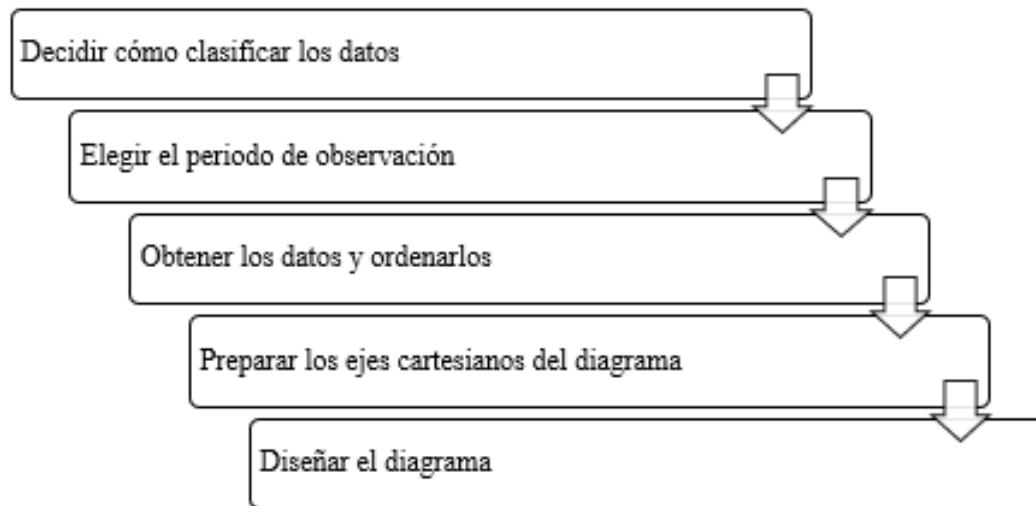 Decidir cómo clasificar los datos
Elegir el periodo de observación
Obtener los datos y ordenarlos
Preparar los ejes cartesianos del diagrama
Diseñar el diagrama